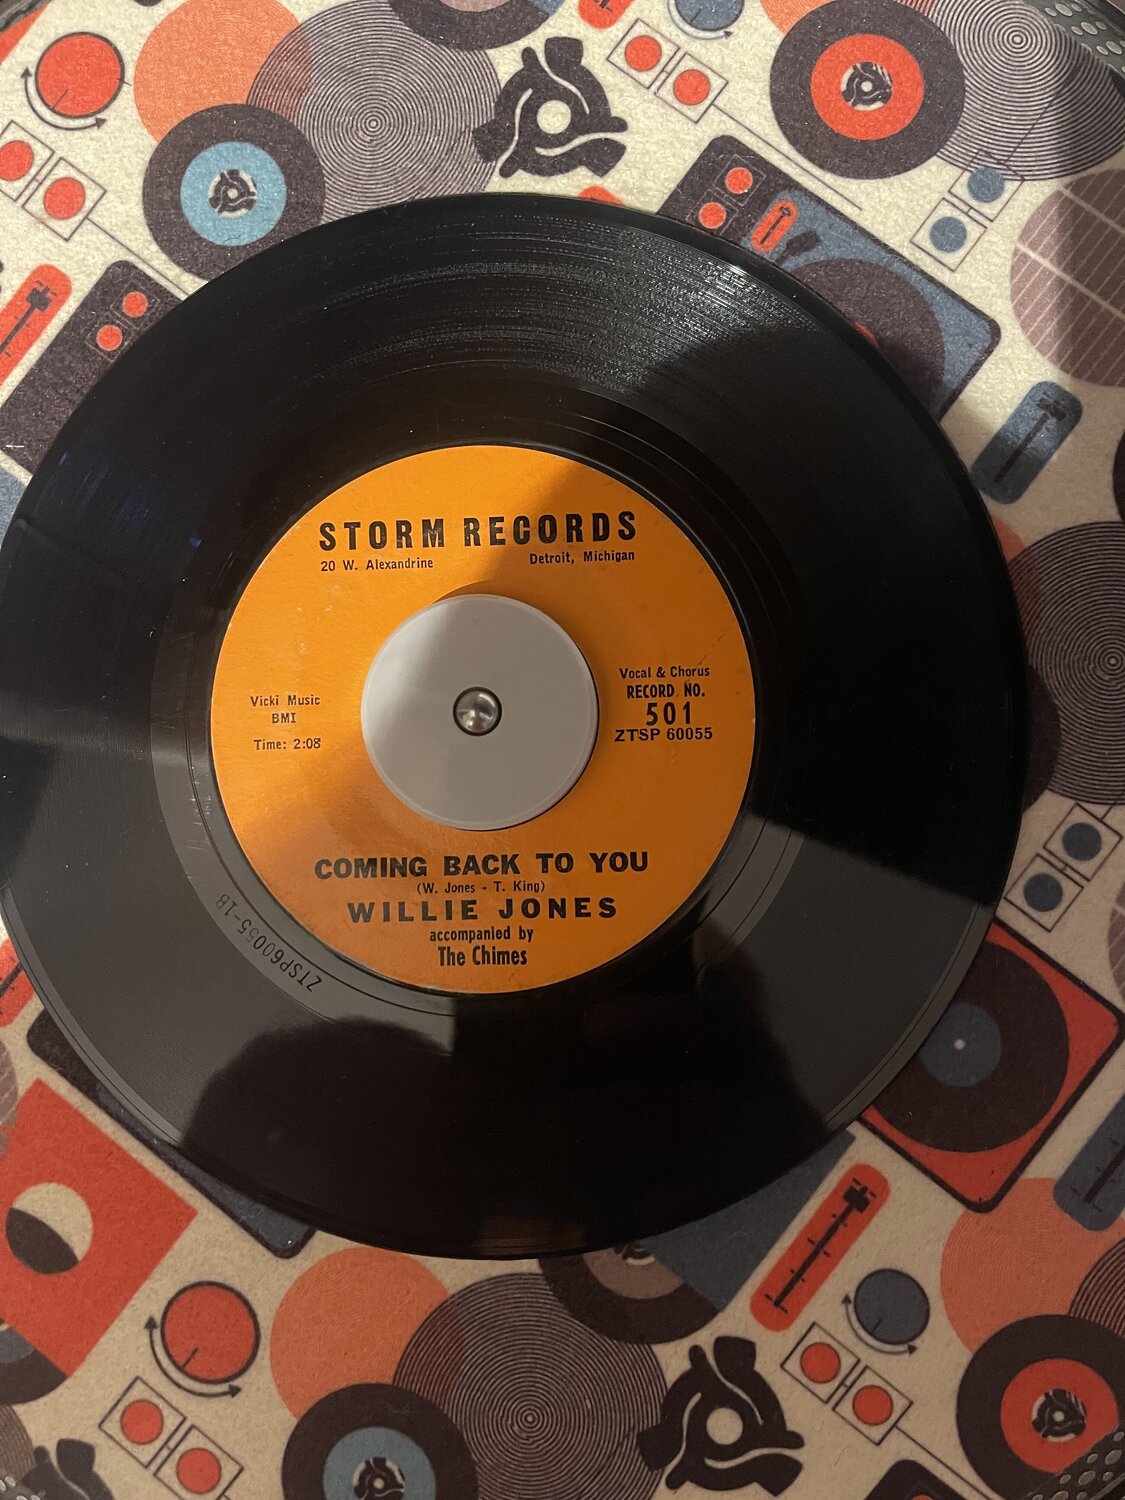 STORM RECORDS
20 W. Alexandrine Detroit, Michigan
Vicki Music
BMI
Time: 2:08
Vocal & Chorus
RECORD NO.
501
ZTSP 60055
COMING BACK TO YOU
(W. Jones - T. King)
WILLIE JONES
accompanied by
The Chimes
ZTSP60055-1B